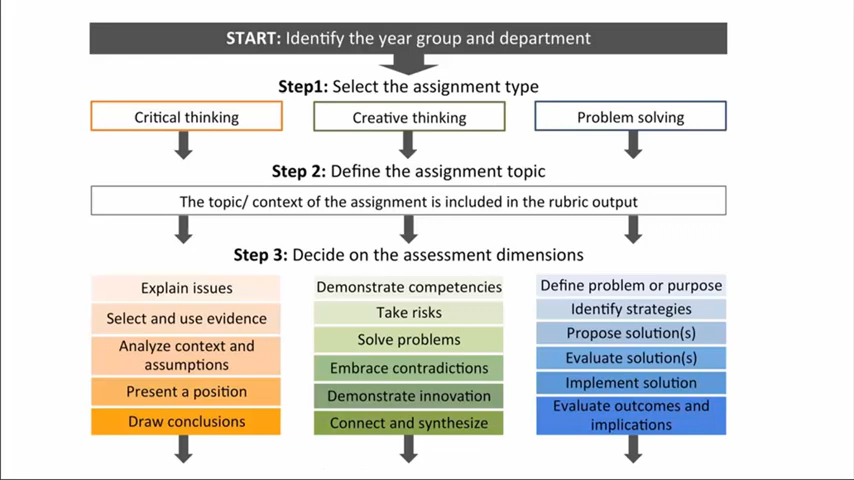 START: Identify the year group and department
Step1: Select the assignment type
Critical thinking
Creative thinking
Problem solving
Step 2: Define the assignment topic
The topic/ context of the assignment is included in the rubric output
Step 3: Decide on the assessment dimensions
Explain issues
Select and use evidence
Analyze context and
assumptions
Present a position
Draw conclusions
Demonstrate competencies
Take risks
Solve problems
Embrace contradictions
Demonstrate innovation
Connect and synthesize
Define problem or purpose
Identify strategies
Propose solution(s)
Evaluate solution(s)
Implement solution
Evaluate outcomes and
implications